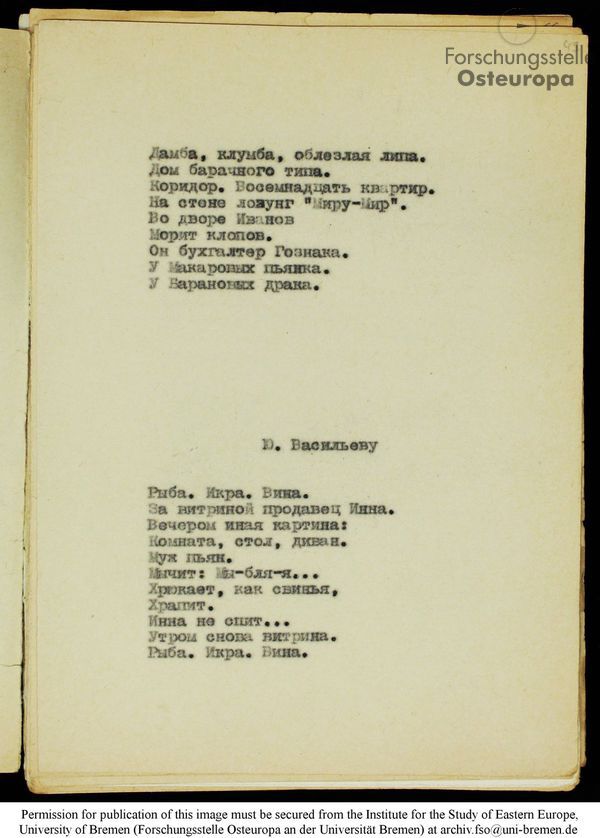 Forschungsstelle
Osteuropa
Дамба, клумба, облезлая липа.
Дом барачного типа.
Коридор. Восемнадцать квартир.
На стене лозунг "Миру-Мир".
Во дворе Иванов
Морит клопов.
Он бухгалтер Гознака.
У Макаровых пьянка.
У Барановых драка.
Ю. Васильеву
Рыба. Икра. Вина.
За витриной продавец Инна.
Вечером иная картина:
Комната, стол, диван.
Муж пьян.
Мычит: Мы-бля-я...
Хрюкает, как свинья,
Храпит.
Инна не спит...
Утром снова витрина.
Рыба. Икра. Вина.
Permission for publication of this image must be secured from the Institute for the Study of Eastern Europe,
University of Bremen (Forschungsstelle Osteuropa an der Universität Bremen) at archiv.fso@uni-bremen.de